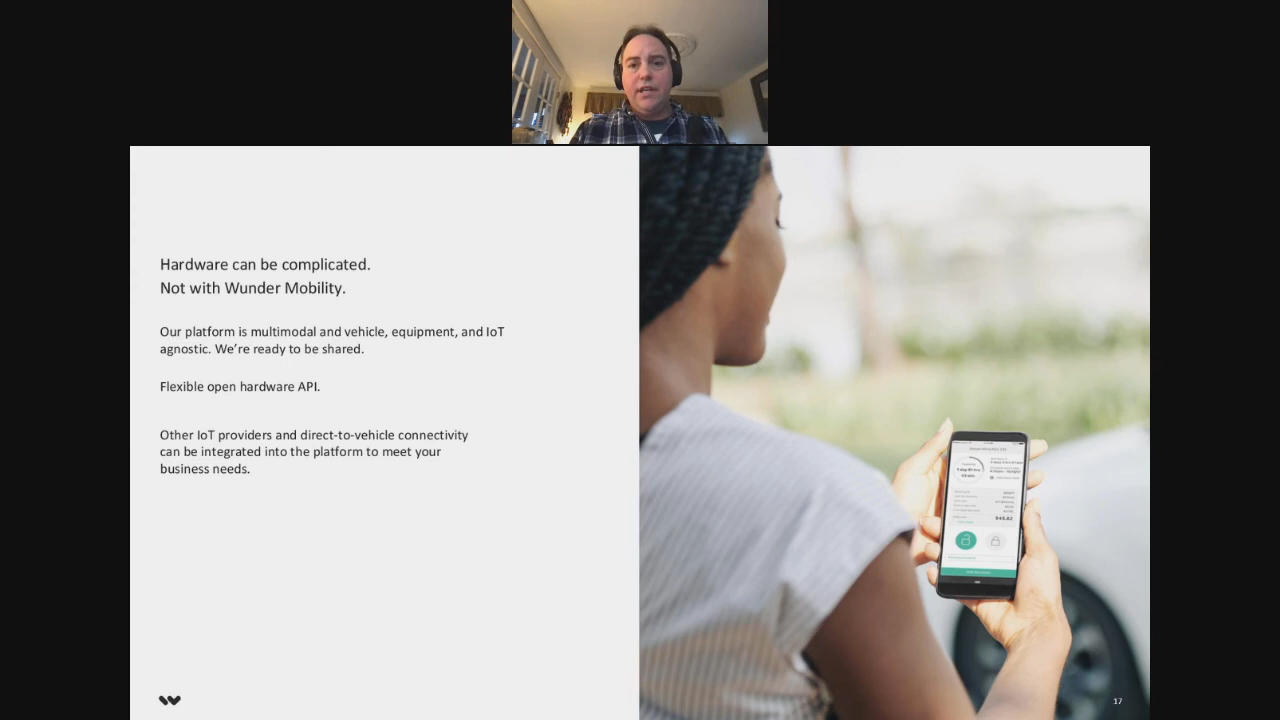 Hardware can be complicated.
Not with Wunder Mobility.
Our platform is multimodal and vehicle, equipment, and IoT
agnostic. We’re ready to be shared.
Flexible open hardware API.
Other IoT providers and direct-to-vehicle connectivity
can be integrated into the platform to meet your
business needs.
17